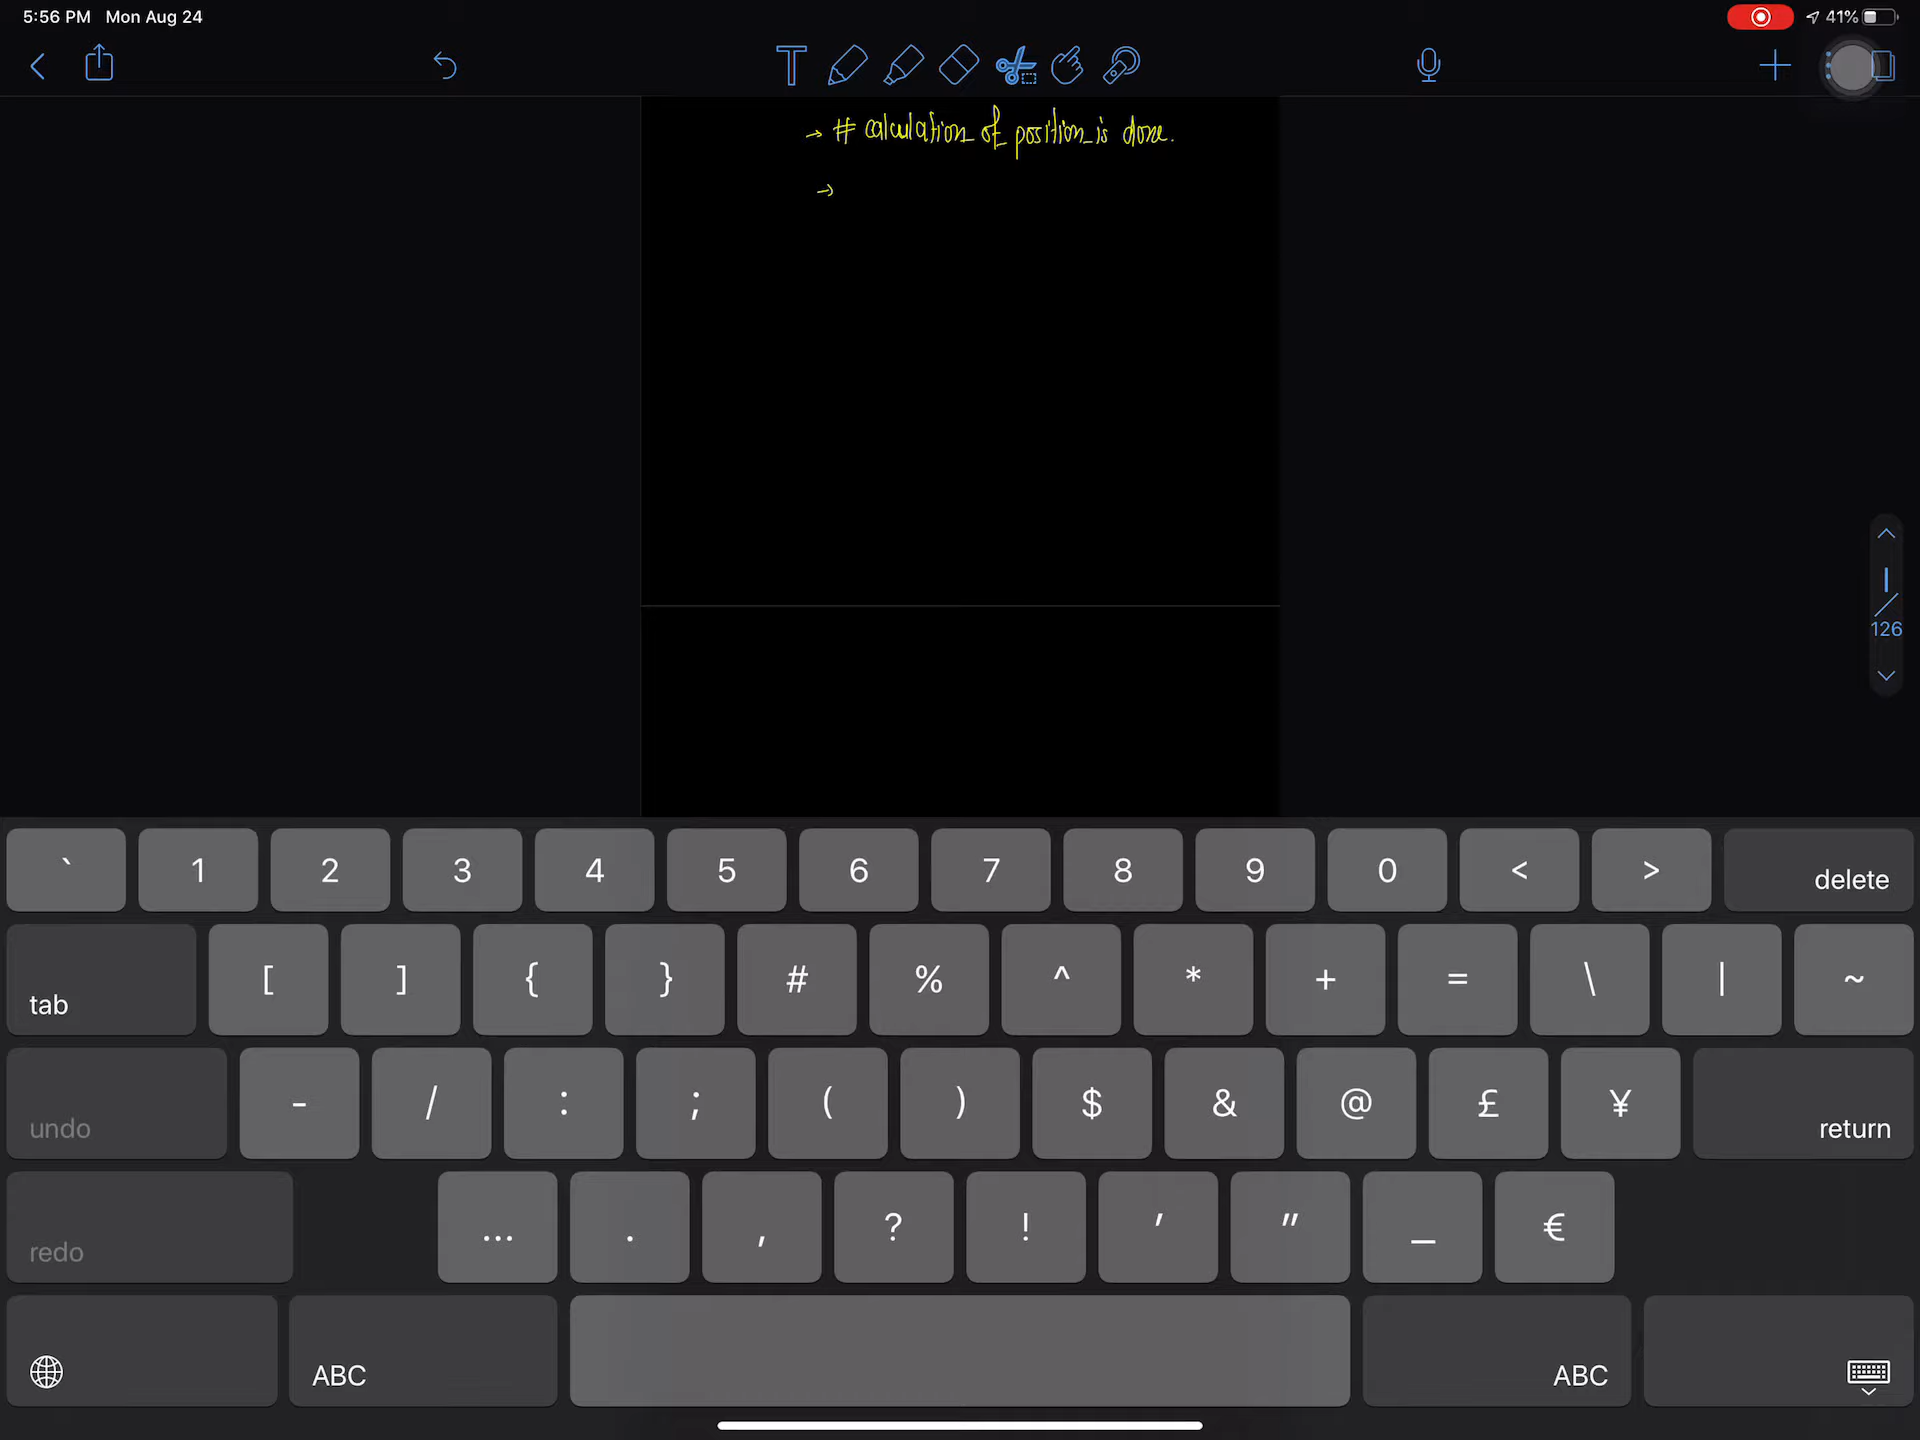 5:56 PM Mon Aug 24
41%
→ # calculation of position is done.
→
126
` 1 2 3 4 5 6 7 8 9 0 < > delete
tab [ ] { } # % ^ * + = \ | ~
undo - / : ; ( ) $ & @ £ ¥ return
redo ... . , ? ! ' " _ €
ABC ABC